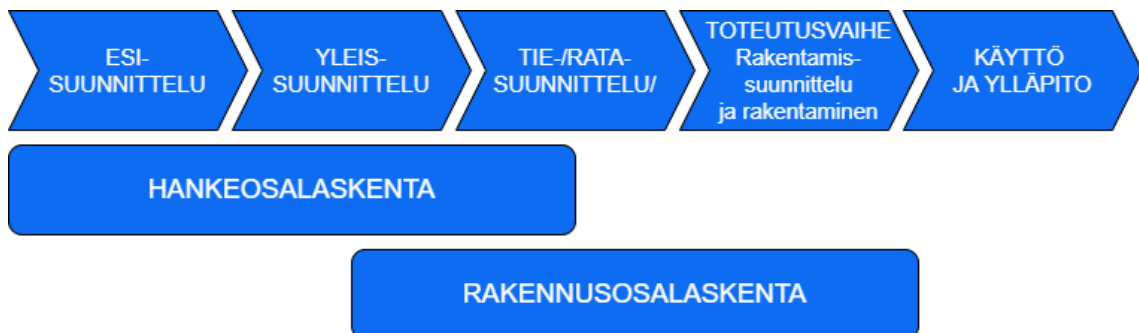 ESI-
SUUNNITTELU
YLEIS-
SUUNNITTELU
TIE-/RATA-
SUUNNITTELU/
TOTEUTUSVAIHE
Rakentamis-
suunnittelu
ja rakentaminen
KÄYTTÖ
JA YLLÄPITO
HANKEOSALASKENTA
RAKENNUSOSALASKENTA